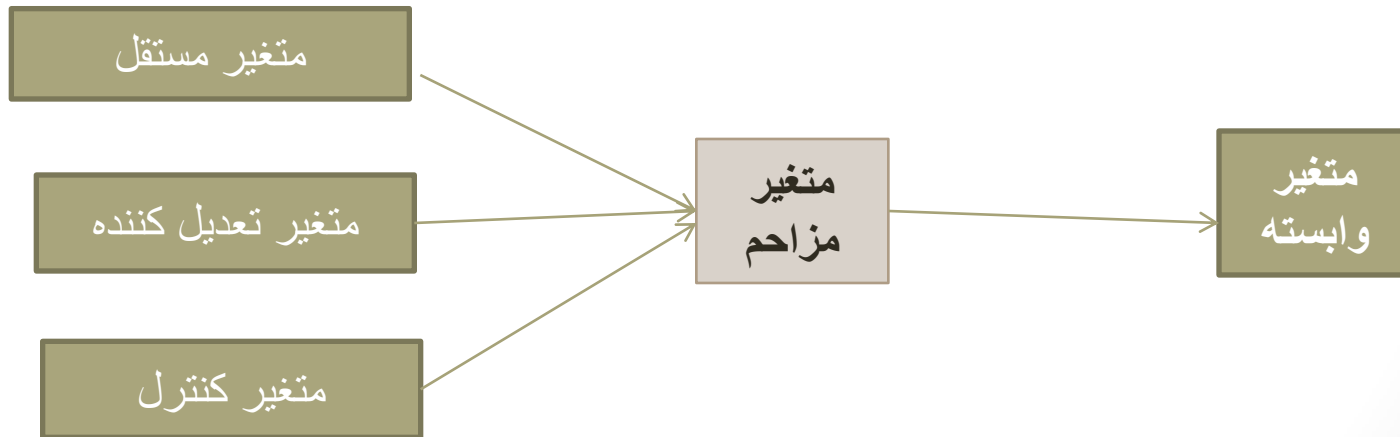 متغیر مستقل
متغیر تعدیل کننده
متغیر کنترل
متغیر
مزاحم
متغیر
وابسته